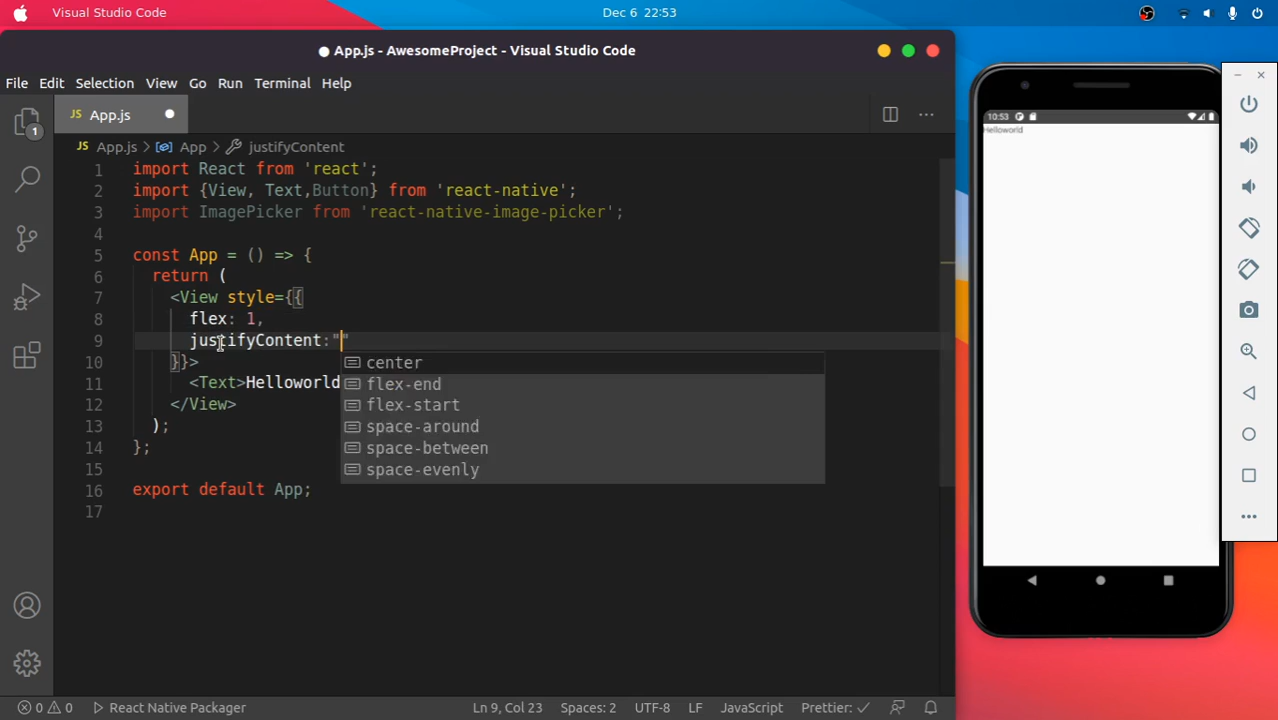 Visual Studio Code
Dec 6 22:53
App.js - AwesomeProject - Visual Studio Code
File Edit Selection View Go Run Terminal Help
JS App.js
JS App.js > App > justifyContent
1 import React from 'react';
2 import {View, Text,Button} from 'react-native';
3 import ImagePicker from 'react-native-image-picker';
4
5 const App = () => {
6 return (
7 <View style={{
8 flex: 1,
9 justifyContent:""
10 }}>
11 <Text>Helloworld
12 </View>
13 );
14 };
15
16 export default App;
17
center
flex-end
flex-start
space-around
space-between
space-evenly
1
0 0 React Native Packager Ln 9, Col 23 Spaces: 2 UTF-8 LF JavaScript Prettier: ✓
10:53
Helloworld